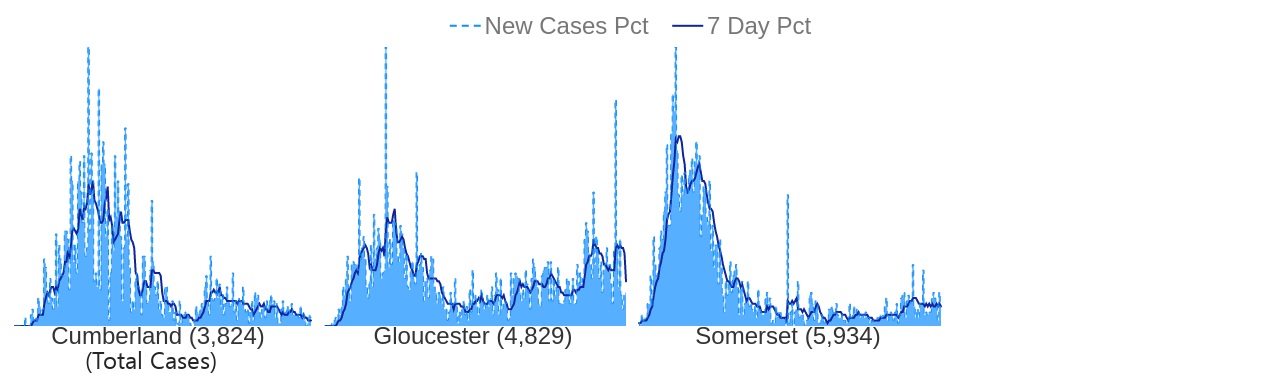 New Cases Pct 7 Day Pct
Cumberland (3,824) Gloucester (4,829) Somerset (5,934)
(Total Cases)